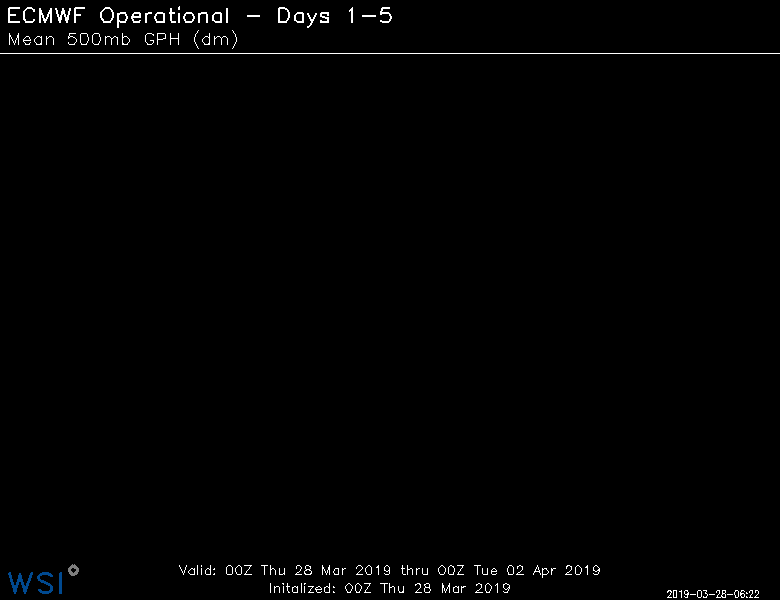 ECMWF Operational - Days 1-5
Mean 500mb GPH (dm)
Valid: 00Z Thu 28 Mar 2019 thru 00Z Tue 02 Apr 2019
WSI
Initalized: 00Z Thu 28 Mar 2019
2019-03-28-06:22